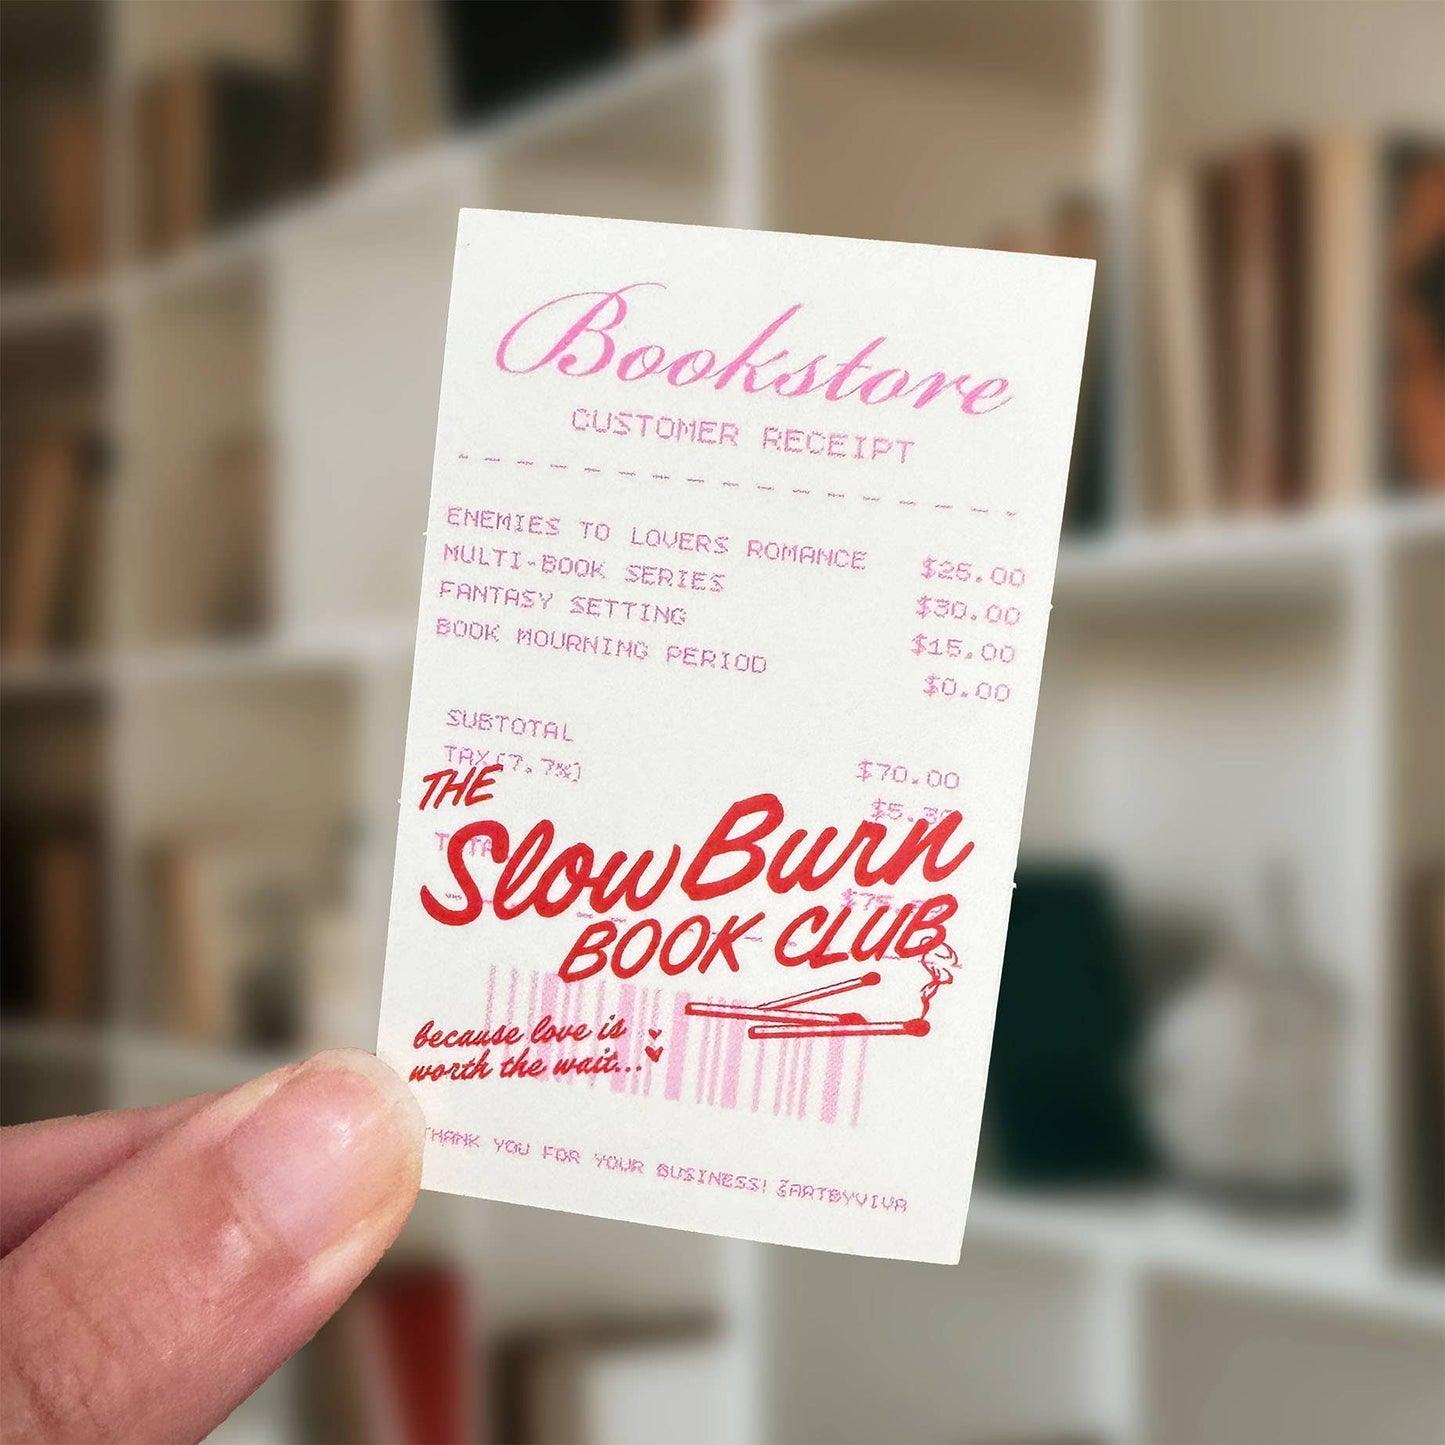 Bookstore
CUSTOMER RECEIPT
ENEMIES TO LOVERS ROMANCE $25.00
MULTI-BOOK SERIES $30.00
FANTASY SETTING $15.00
BOOK MOURNING PERIOD $0.00
SUBTOTAL $70.00
TAX(7.7%)
THE
Slow Burn
BOOK CLUB
because love is
worth the wait...
THANK YOU FOR YOUR BUSINESS! ARTBYVIVA